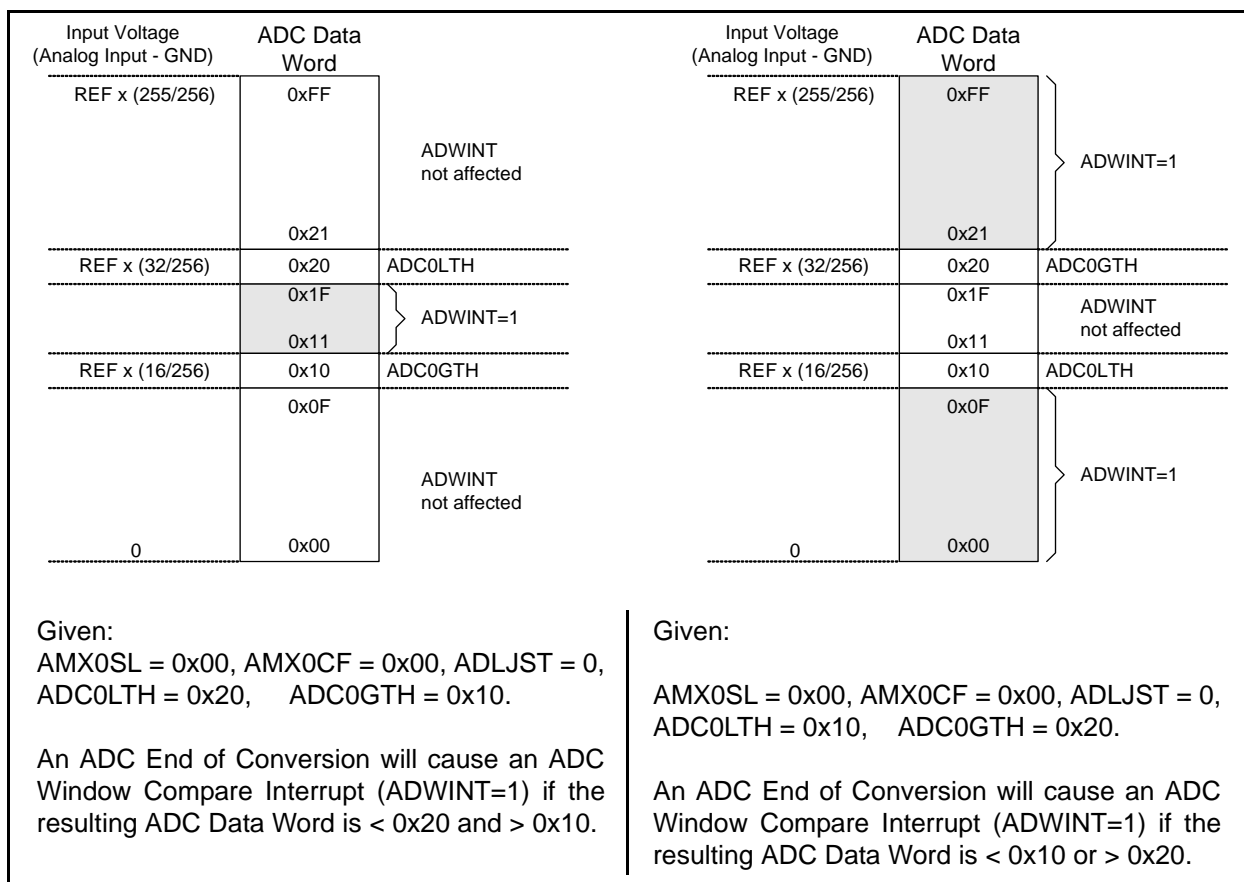 Input Voltage
(Analog Input - GND)
ADC Data
Word
REF x (255/256)
0xFF
ADWINT
not affected
0x21
REF x (32/256)
0x20
ADC0LTH
0x1F
ADWINT=1
0x11
REF x (16/256)
0x10
ADC0GTH
0x0F
ADWINT
not affected
0
0x00
Given:
AMX0SL = 0x00, AMX0CF = 0x00, ADLJST = 0,
ADC0LTH = 0x20, ADC0GTH = 0x10.
An ADC End of Conversion will cause an ADC
Window Compare Interrupt (ADWINT=1) if the
resulting ADC Data Word is < 0x20 and > 0x10.
Input Voltage
(Analog Input - GND)
ADC Data
Word
REF x (255/256)
0xFF
ADWINT=1
0x21
REF x (32/256)
0x20
ADC0GTH
0x1F
ADWINT
not affected
0x11
REF x (16/256)
0x10
ADC0LTH
0x0F
ADWINT=1
0
0x00
Given:
AMX0SL = 0x00, AMX0CF = 0x00, ADLJST = 0,
ADC0LTH = 0x10, ADC0GTH = 0x20.
An ADC End of Conversion will cause an ADC
Window Compare Interrupt (ADWINT=1) if the
resulting ADC Data Word is < 0x10 or > 0x20.